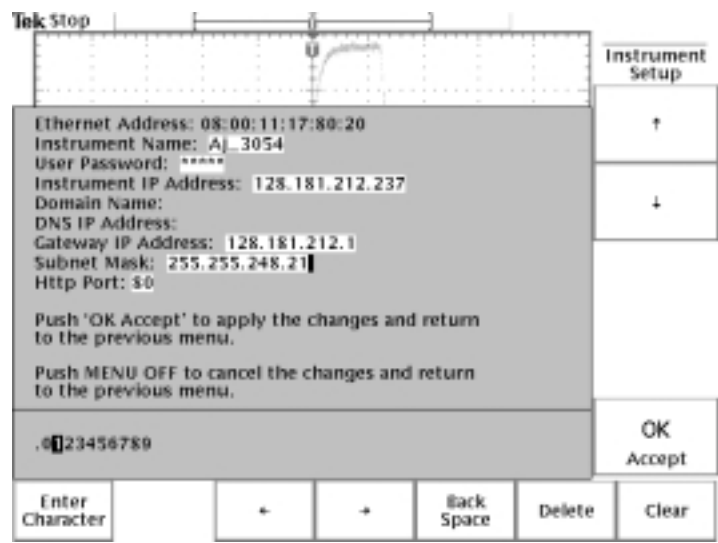 Tek Stop
Instrument
Setup
↑
↓
Ethernet Address: 08:00:11:17:80:20
Instrument Name: AJ_3054
User Password: *****
Instrument IP Address: 128.181.212.237
Domain Name:
DNS IP Address:
Gateway IP Address: 128.181.212.1
Subnet Mask: 255.255.248.21
Http Port: 80
Push 'OK Accept' to apply the changes and return
to the previous menu.
Push MENU OFF to cancel the changes and return
to the previous menu.
.0123456789
OK
Accept
Enter
Character
←
→
Back
Space
Delete
Clear